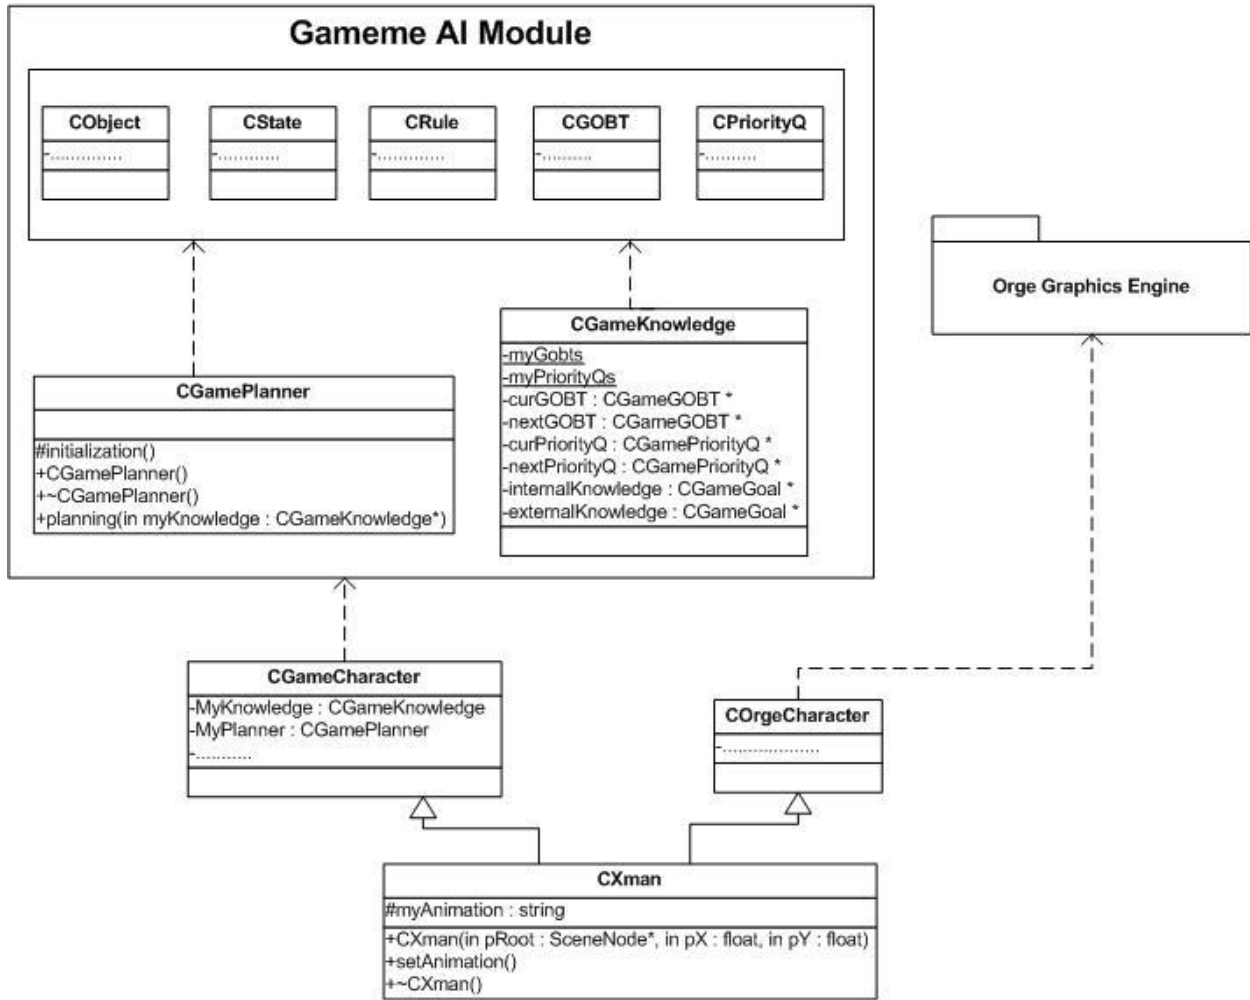 Gameme AI Module
CObject
-..............
CState
-............
CRule
-.............
CGOBT
-..........
CPriorityQ
-..........
Orge Graphics Engine
CGamePlanner
#initialization()
+CGamePlanner()
+~CGamePlanner()
+planning(in myKnowledge : CGameKnowledge*)
CGameKnowledge
-myGobts
-myPriorityQs
-curGOBT : CGameGOBT *
-nextGOBT : CGameGOBT *
-curPriorityQ : CGamePriorityQ *
-nextPriorityQ : CGamePriorityQ *
-internalKnowledge : CGameGoal *
-externalKnowledge : CGameGoal *
CGameCharacter
-MyKnowledge : CGameKnowledge
-MyPlanner : CGamePlanner
-...........
COrgeCharacter
-...................
CXman
#myAnimation : string
+CXman(in pRoot : SceneNode*, in pX : float, in pY : float)
+setAnimation()
+~CXman()